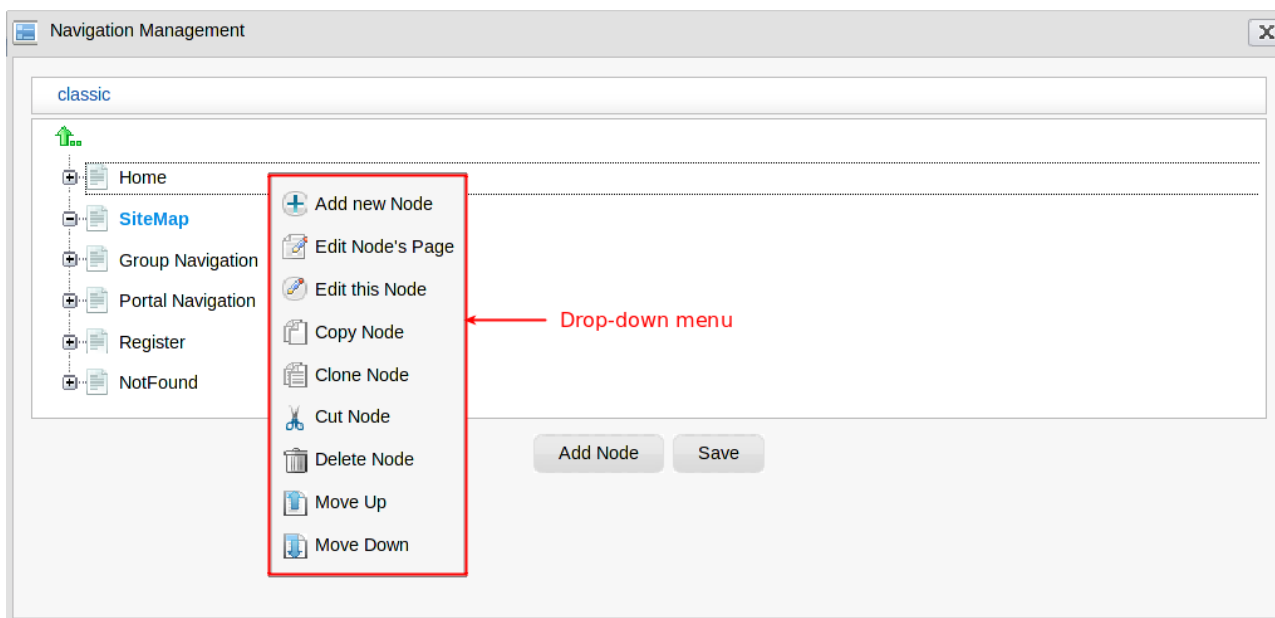 Navigation Management
X
classic
Home
SiteMap
Group Navigation
Portal Navigation
Register
NotFound
Add new Node
Edit Node's Page
Edit this Node
Copy Node
Clone Node
Cut Node
Delete Node
Move Up
Move Down
Drop-down menu
Add Node
Save